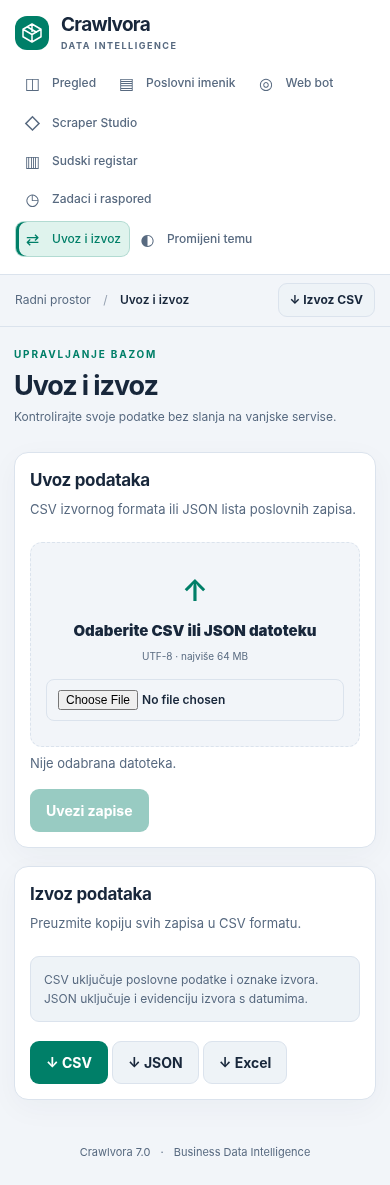 Crawlvora
DATA INTELLIGENCE
Pregled
Poslovni imenik
Web bot
Scraper Studio
Sudski registar
Zadaci i raspored
Uvoz i izvoz
Promijeni temu
Radni prostor / Uvoz i izvoz
↓ Izvoz CSV
UPRAVLJANJE BAZOM
Uvoz i izvoz
Kontrolirajte svoje podatke bez slanja na vanjske servise.
Uvoz podataka
CSV izvornog formata ili JSON lista poslovnih zapisa.
Odaberite CSV ili JSON datoteku
UTF-8 · najviše 64 MB
Choose File No file chosen
Nije odabrana datoteka.
Uvezi zapise
Izvoz podataka
Preuzmite kopiju svih zapisa u CSV formatu.
CSV uključuje poslovne podatke i oznake izvora.
JSON uključuje i evidenciju izvora s datumima.
↓ CSV
↓ JSON
↓ Excel
Crawlvora 7.0 · Business Data Intelligence